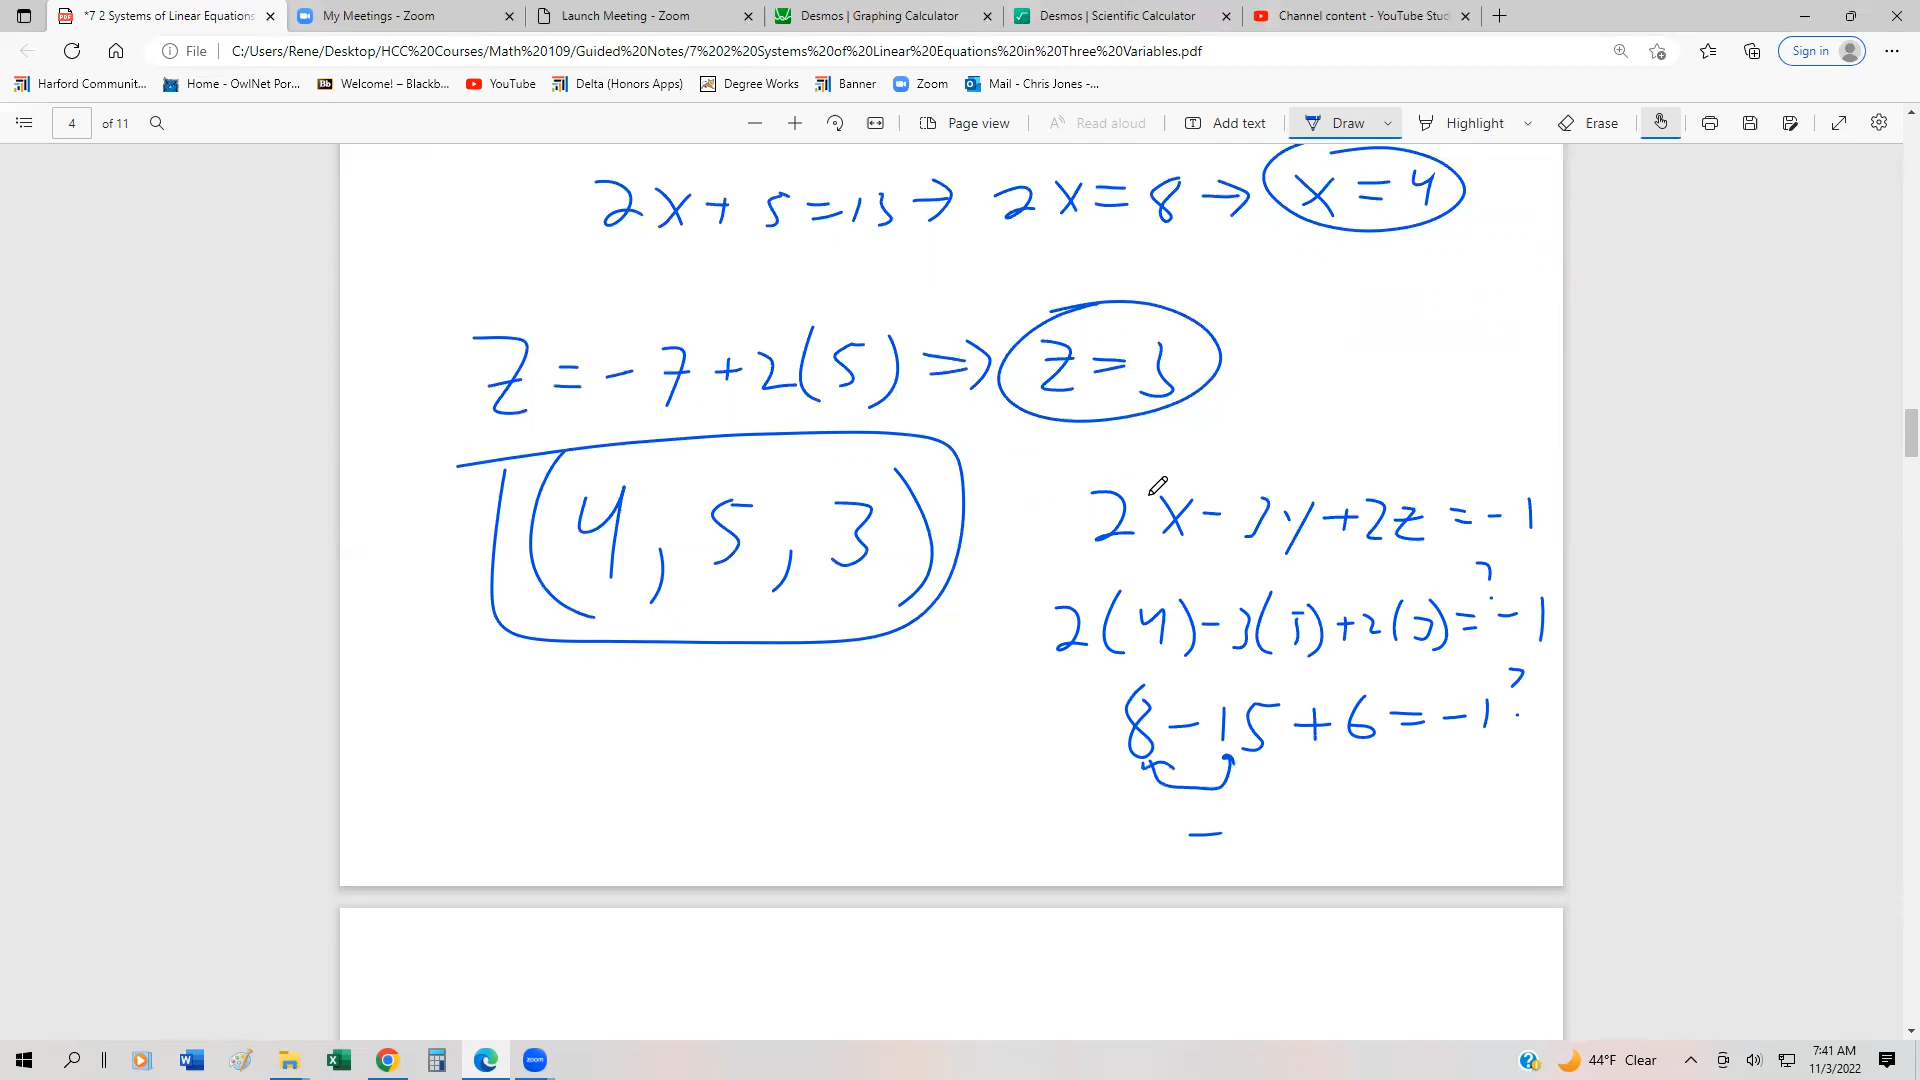 *7 2 Systems of Linear Equations
My Meetings - Zoom
Launch Meeting - Zoom
Desmos | Graphing Calculator
Desmos | Scientific Calculator
Channel content - YouTube Stud
File
C:/Users/Rene/Desktop/HCC%20Courses/Math%20109/Guided%20Notes/7%202%20Systems%20of%20Linear%20Equations%20in%20Three%20Variables.pdf
Sign in
Harford Communit...
Home - OwlNet Por...
Bb Welcome! – Blackb...
YouTube
Delta (Honors Apps)
Degree Works
Banner
Zoom
Mail - Chris Jones -...
4 of 11
Page view
Read aloud
Add text
Draw
Highlight
Erase
2x + 5 = 13 → 2x = 8 → x = 4
z = -7 + 2(5) => z = 3
(4, 5, 3)
2x - 3y + 2z = -1
2(4) - 3(5) + 2(3) =? -1
8 - 15 + 6 = -1?
–
44°F Clear
7:41 AM
11/3/2022